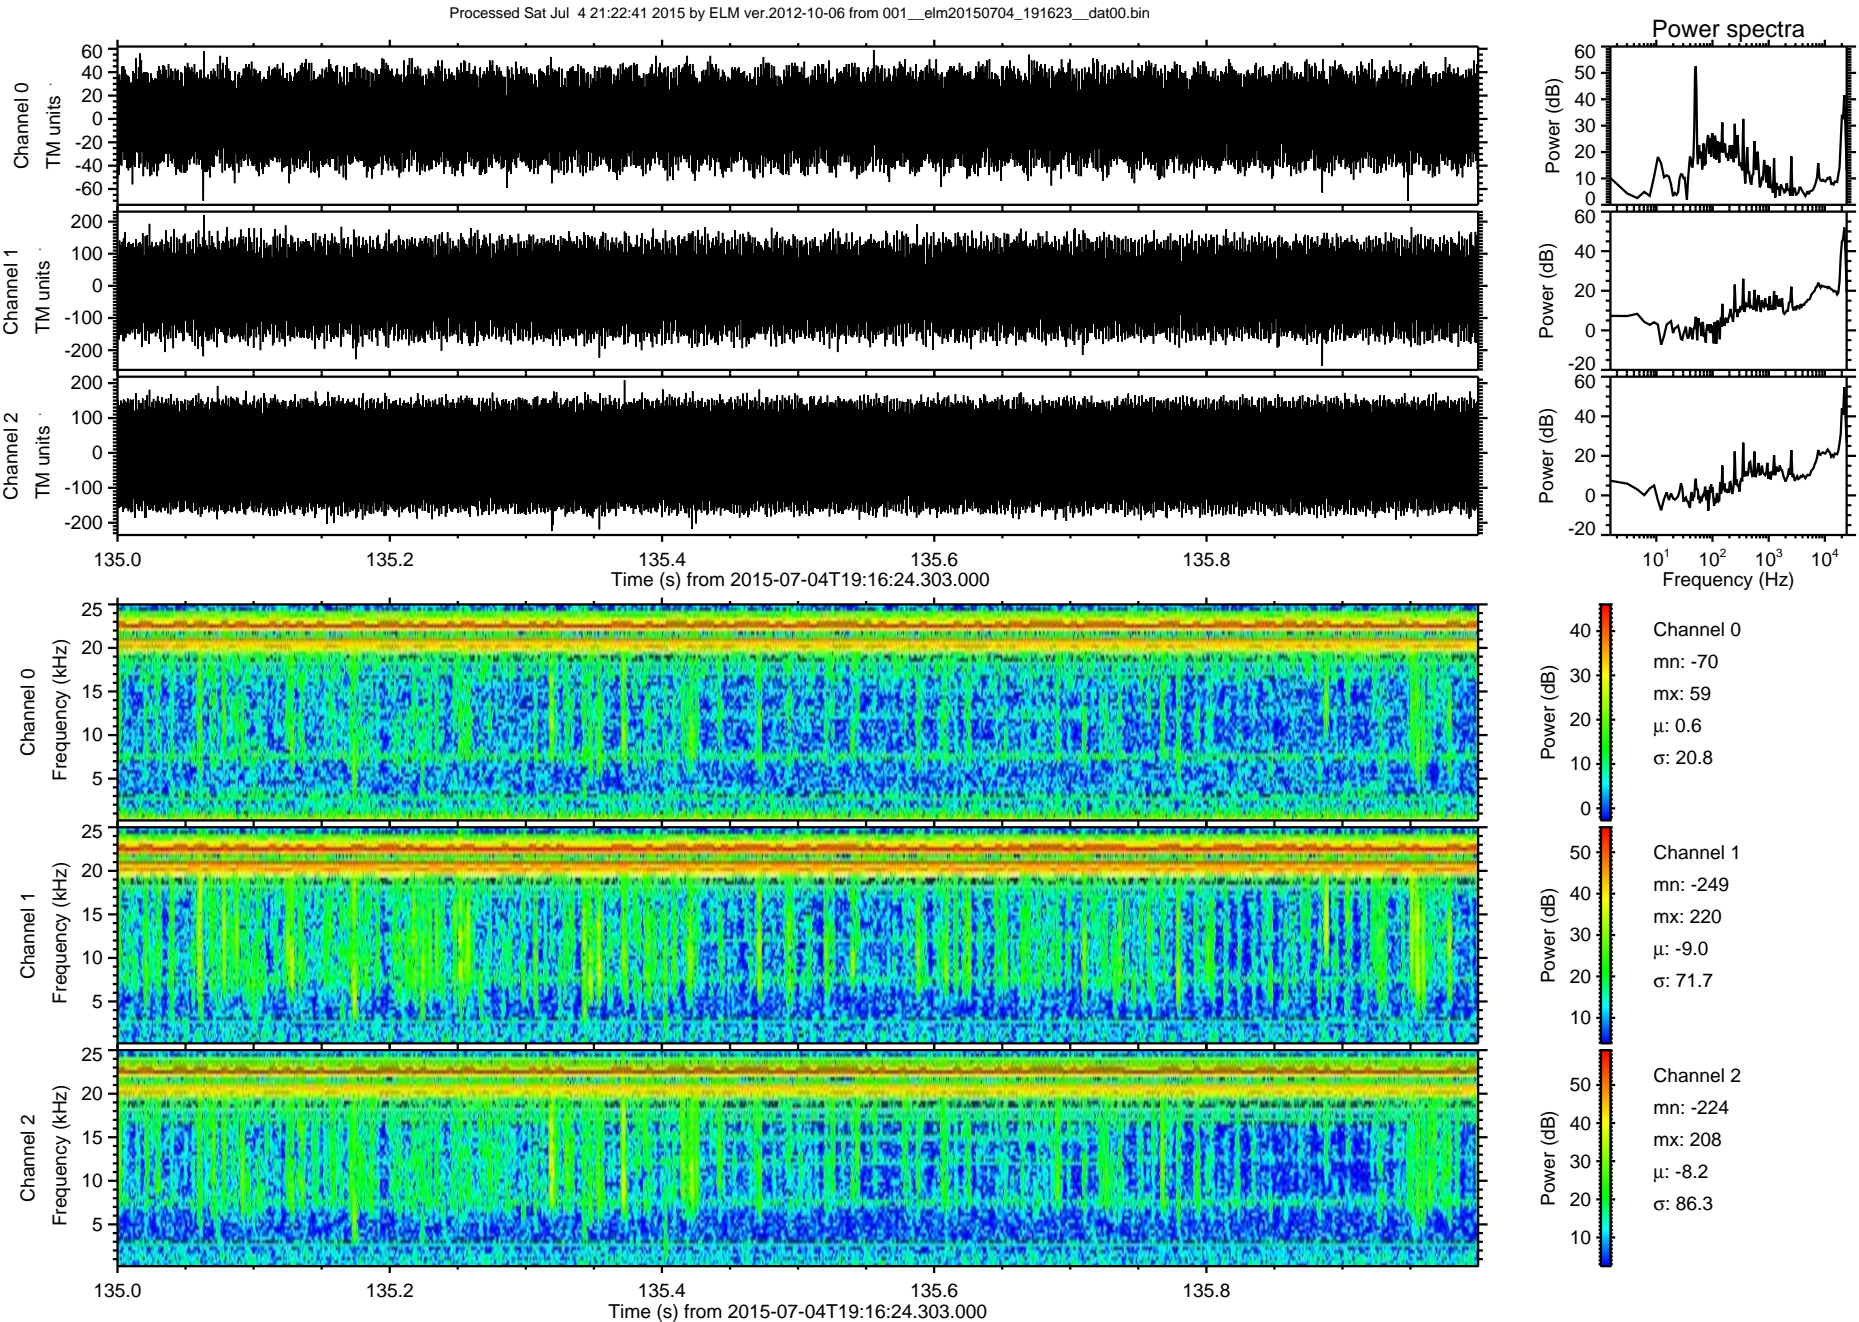 Processed Sat Jul  4 21:22:41 2015 by ELM ver.2012-10-06 from 001__elm20150704_191623__dat00.bin
Power spectra
Channel 0
TM units
60
40
20
0
-20
-40
-60
Power (dB)
60
50
40
30
20
10
0
Channel 1
TM units
200
100
0
-100
-200
Power (dB)
60
40
20
0
-20
Channel 2
TM units
200
100
0
-100
-200
Power (dB)
60
40
20
0
-20
135.0 135.2 135.4 135.6 135.8
Time (s) from 2015-07-04T19:16:24.303.000
10^1 10^2 10^3 10^4
Frequency (Hz)
Channel 0
Frequency (kHz)
25
20
15
10
5
Power (dB)
40
30
20
10
0
Channel 0
mn: -70
mx: 59
μ: 0.6
σ: 20.8
Channel 1
Frequency (kHz)
25
20
15
10
5
Power (dB)
50
40
30
20
10
Channel 1
mn: -249
mx: 220
μ: -9.0
σ: 71.7
Channel 2
Frequency (kHz)
25
20
15
10
5
Power (dB)
50
40
30
20
10
Channel 2
mn: -224
mx: 208
μ: -8.2
σ: 86.3
135.0 135.2 135.4 135.6 135.8
Time (s) from 2015-07-04T19:16:24.303.000